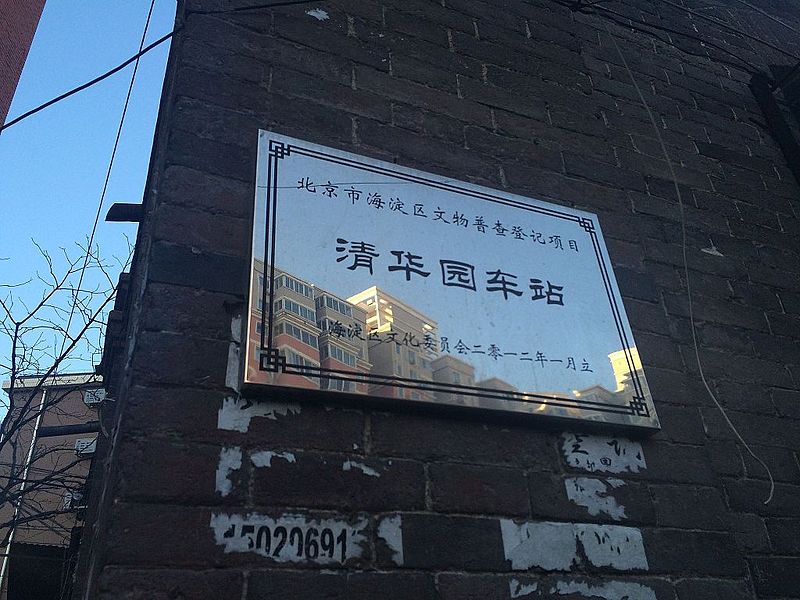 北京市海淀区文物普查登记项目
清华园车站
海淀区文化委员会二零一二年一月立
15020691